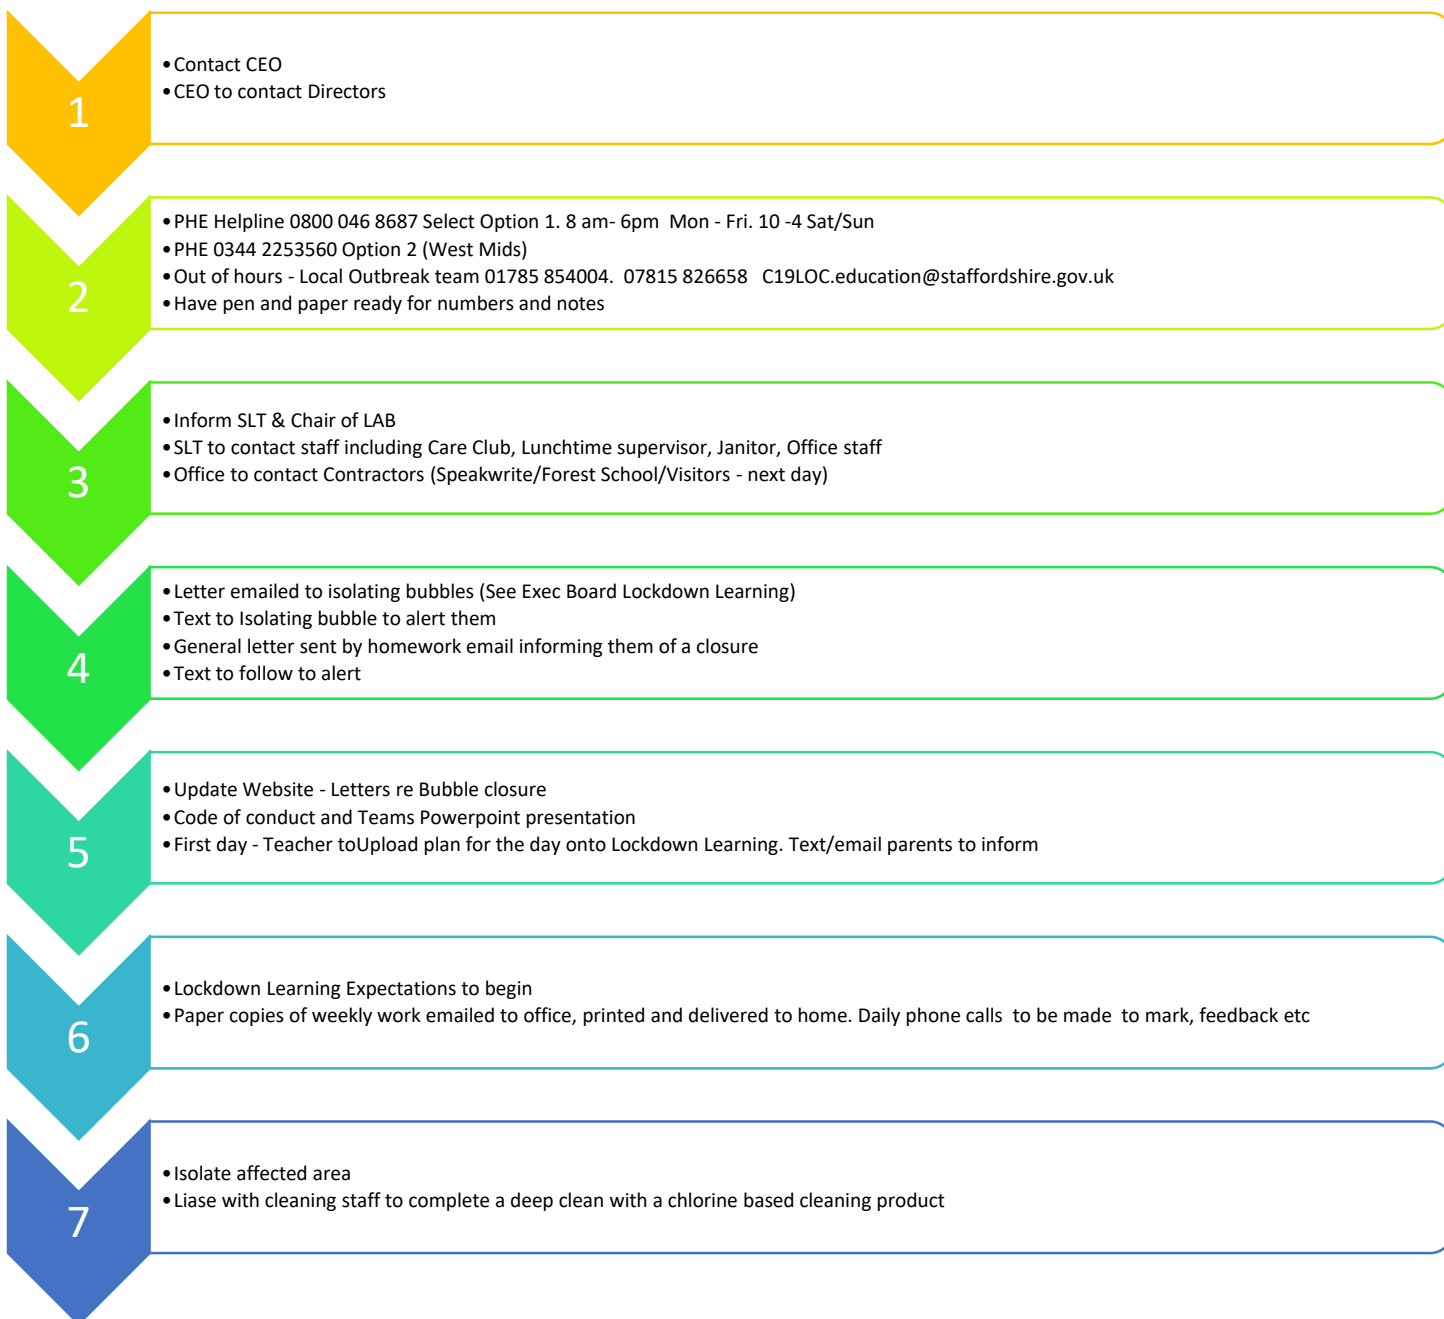 1
•Contact CEO
•CEO to contact Directors
2
•PHE Helpline 0800 046 8687 Select Option 1. 8 am- 6pm  Mon - Fri. 10 -4 Sat/Sun
•PHE 0344 2253560 Option 2 (West Mids)
•Out of hours - Local Outbreak team 01785 854004.  07815 826658   C19LOC.education@staffordshire.gov.uk
•Have pen and paper ready for numbers and notes
3
•Inform SLT & Chair of LAB
•SLT to contact staff including Care Club, Lunchtime supervisor, Janitor, Office staff
•Office to contact Contractors (Speakwrite/Forest School/Visitors - next day)
4
•Letter emailed to isolating bubbles (See Exec Board Lockdown Learning)
•Text to Isolating bubble to alert them
•General letter sent by homework email informing them of a closure
•Text to follow to alert
5
•Update Website - Letters re Bubble closure
•Code of conduct and Teams Powerpoint presentation
•First day - Teacher toUpload plan for the day onto Lockdown Learning. Text/email parents to inform
6
•Lockdown Learning Expectations to begin
•Paper copies of weekly work emailed to office, printed and delivered to home. Daily phone calls  to be made  to mark, feedback etc
7
•Isolate affected area
•Liase with cleaning staff to complete a deep clean with a chlorine based cleaning product